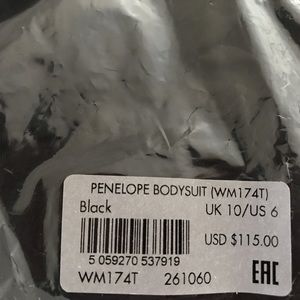 PENELOPE BODYSUIT (WM174T)
Black UK 10/US 6
USD $115.00
5 059270 537919
WM174T 261060 EAC